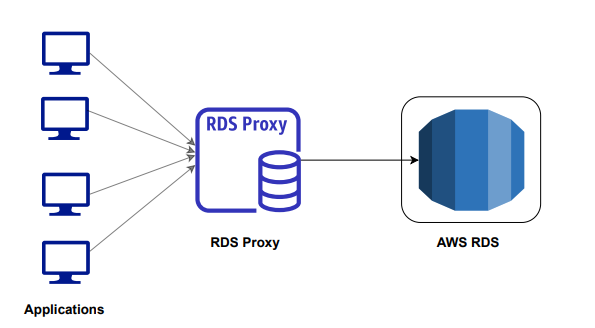 RDS Proxy
RDS Proxy
AWS RDS
Applications